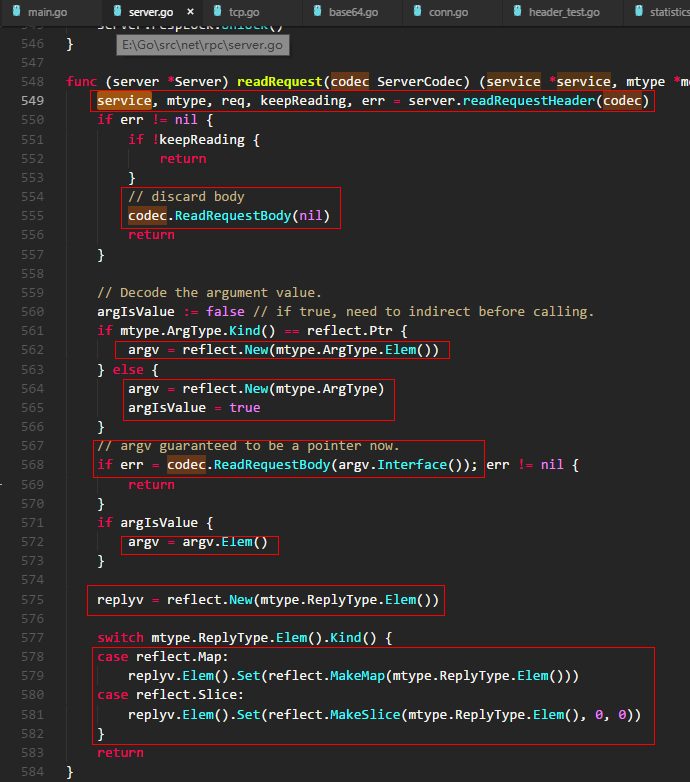 main.go server.go × tcp.go base64.go conn.go header_test.go statistics
545 server.respLock.Unlock()
546 }
E:\Go\src\net\rpc\server.go
547
548 func (server *Server) readRequest(codec ServerCodec) (service *service, mtype *me
549 service, mtype, req, keepReading, err = server.readRequestHeader(codec)
550 if err != nil {
551 if !keepReading {
552 return
553 }
554 // discard body
555 codec.ReadRequestBody(nil)
556 return
557 }
558
559 // Decode the argument value.
560 argIsValue := false // if true, need to indirect before calling.
561 if mtype.ArgType.Kind() == reflect.Ptr {
562 argv = reflect.New(mtype.ArgType.Elem())
563 } else {
564 argv = reflect.New(mtype.ArgType)
565 argIsValue = true
566 }
567 // argv guaranteed to be a pointer now.
568 if err = codec.ReadRequestBody(argv.Interface()); err != nil {
569 return
570 }
571 if argIsValue {
572 argv = argv.Elem()
573 }
574
575 replyv = reflect.New(mtype.ReplyType.Elem())
576
577 switch mtype.ReplyType.Elem().Kind() {
578 case reflect.Map:
579 replyv.Elem().Set(reflect.MakeMap(mtype.ReplyType.Elem()))
580 case reflect.Slice:
581 replyv.Elem().Set(reflect.MakeSlice(mtype.ReplyType.Elem(), 0, 0))
582 }
583 return
584 }